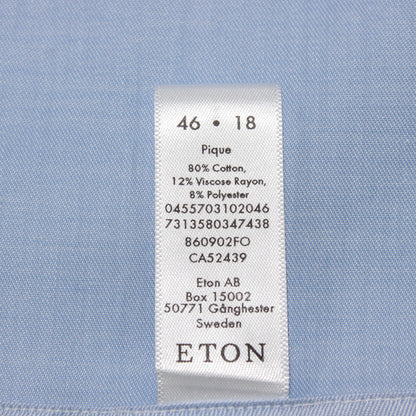 46 • 18
Pique
80% Cotton,
12% Viscose Rayon,
8% Polyester
0455703102046
7313580347438
860902FO
CA52439
Eton AB
Box 15002
50771 Gånghester
Sweden
ETON